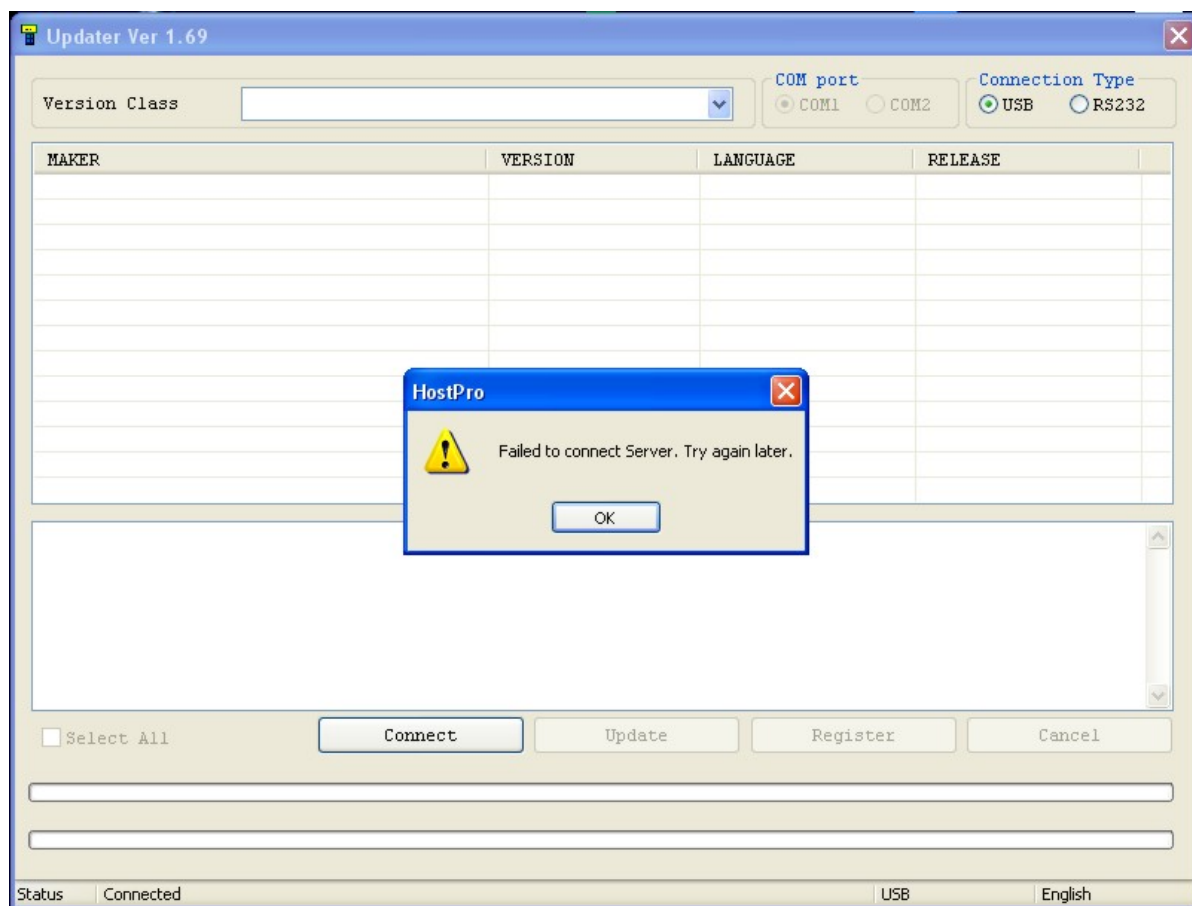 Updater Ver 1.69
COM port Connection Type
Version Class COM1 COM2 USB RS232
MAKER VERSION LANGUAGE RELEASE
HostPro
Failed to connect Server. Try again later.
OK
Select All Connect Update Register Cancel
Status Connected USB English